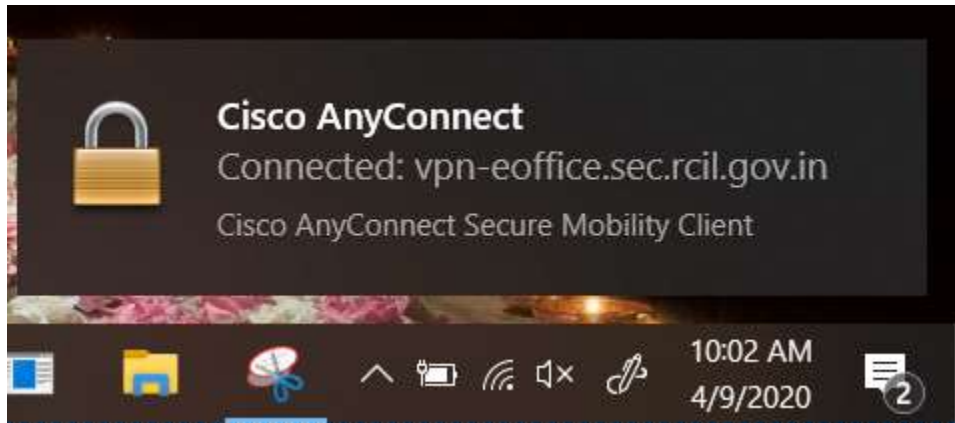 Cisco AnyConnect
Connected: vpn-eoffice.sec.rcil.gov.in
Cisco AnyConnect Secure Mobility Client
10:02 AM
4/9/2020
2